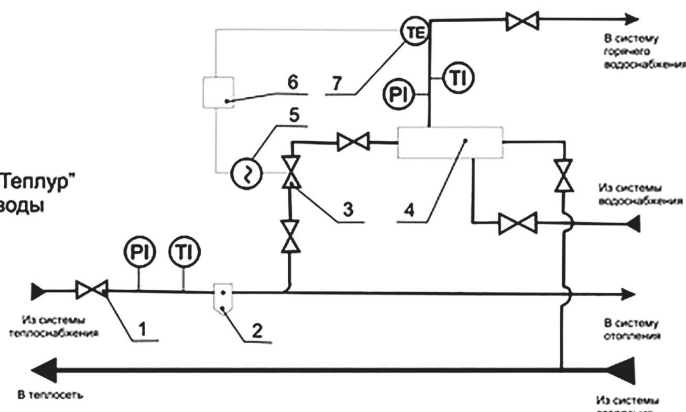 TE
В систему
горячего
водоснабжения
6
7
PI
TI
5
"Теплур"
воды
3
4
Из системы
водоснабжения
PI
TI
Из системы
теплоснабжения
1
2
В систему
отопления
В теплосеть
Из системы